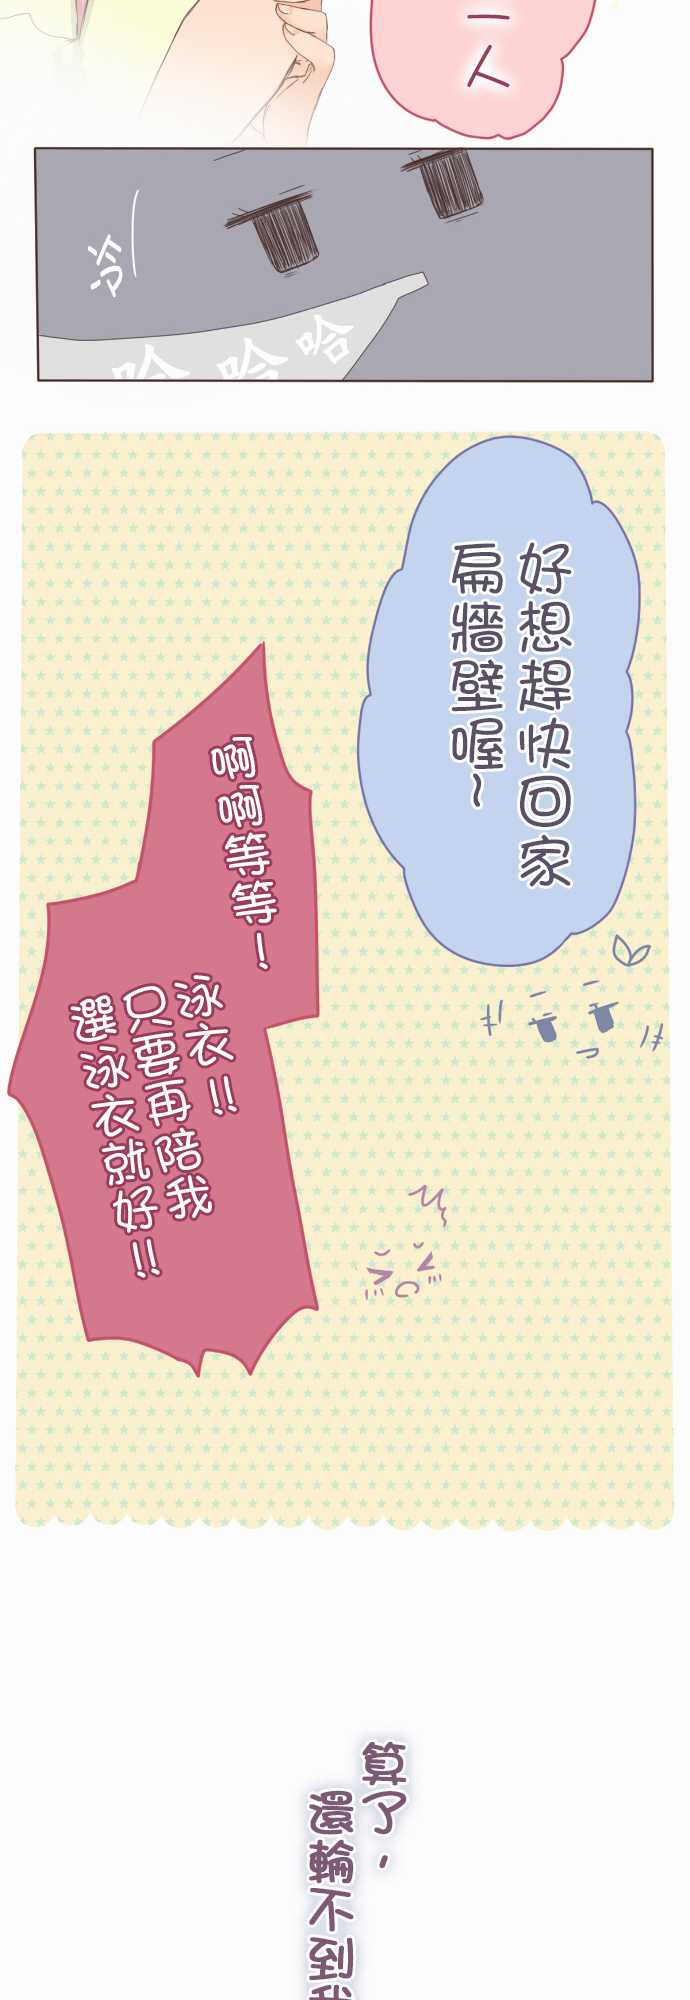 一人
冷
哈哈哈
好想趕快回家
扁牆壁喔~
啊啊等等!
泳衣!!
只要再陪我
選泳衣就好!!
算了,
還輪不到我